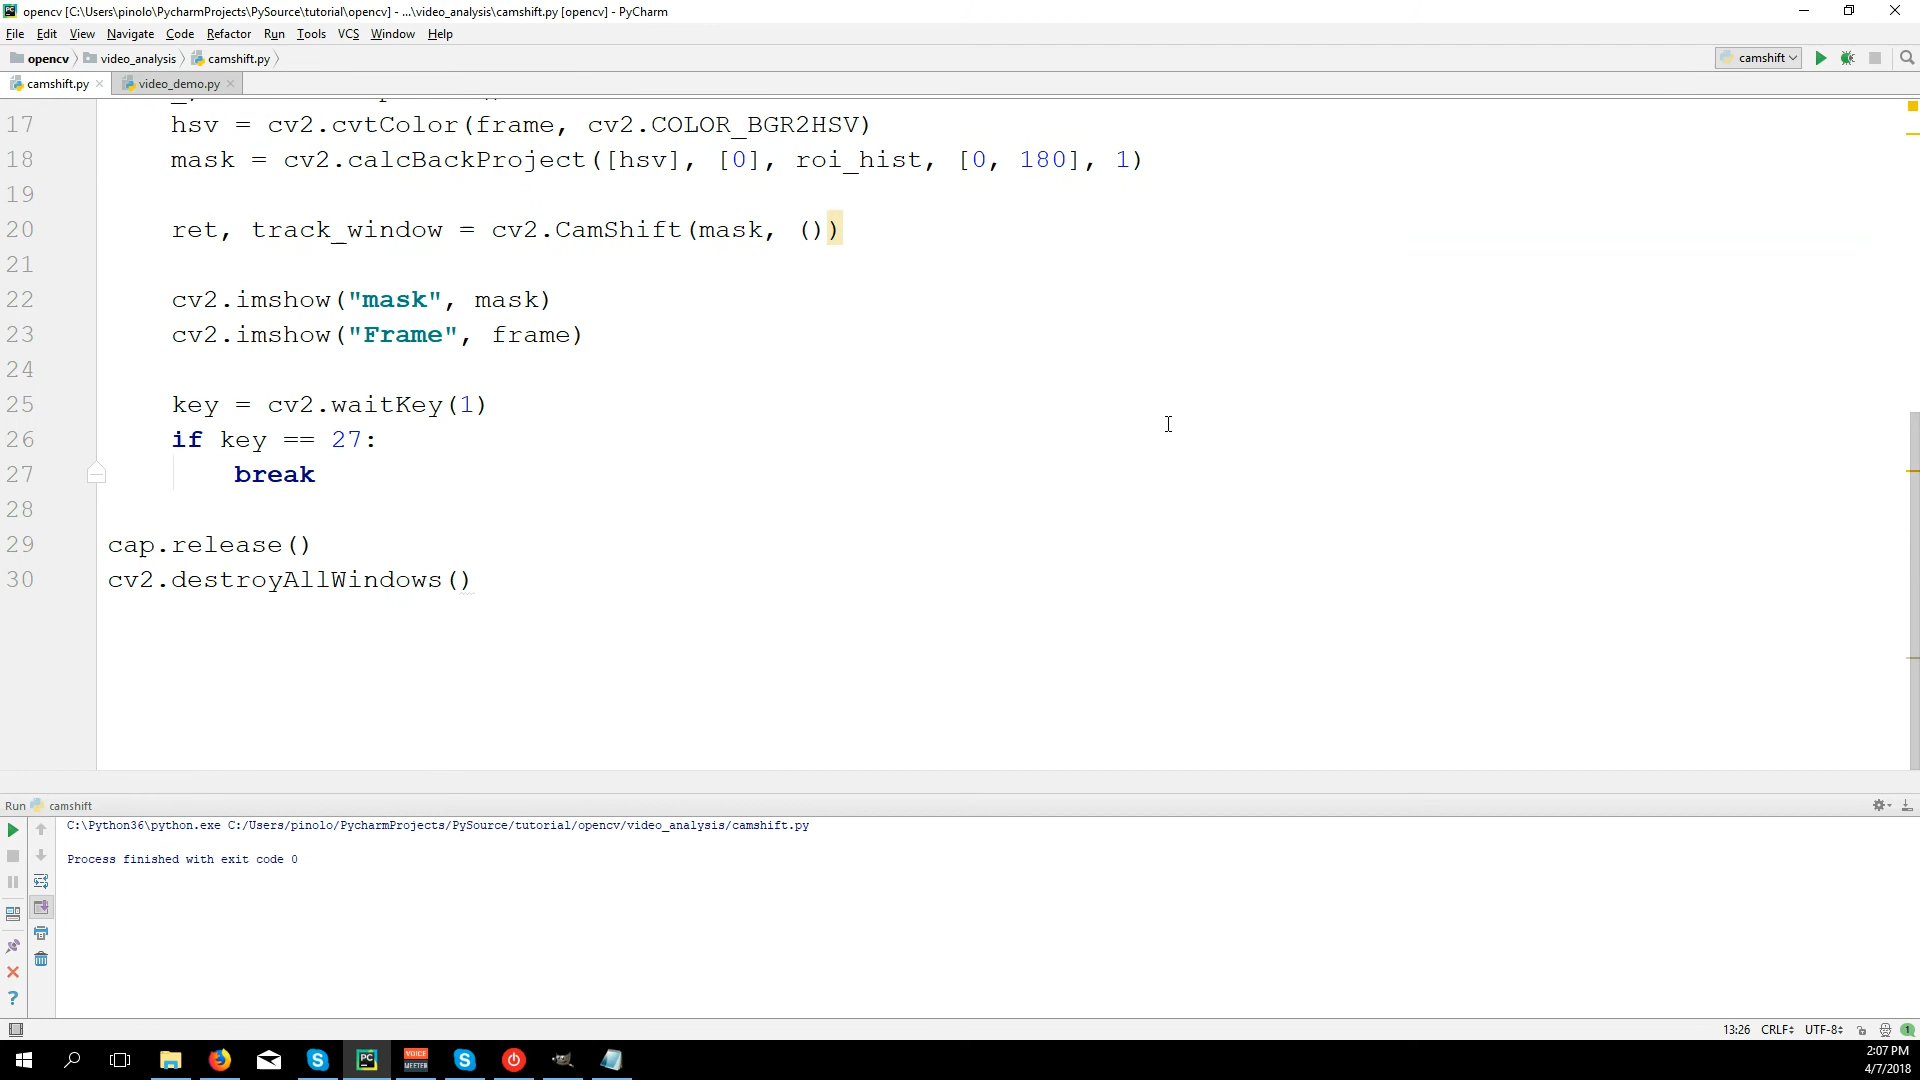 opencv [C:\Users\pinolo\PycharmProjects\PySource\tutorial\opencv] - ...\video_analysis\camshift.py [opencv] - PyCharm
File Edit View Navigate Code Refactor Run Tools VCS Window Help
opencv video_analysis camshift.py camshift
camshift.py video_demo.py
17 hsv = cv2.cvtColor(frame, cv2.COLOR_BGR2HSV)
18 mask = cv2.calcBackProject([hsv], [0], roi_hist, [0, 180], 1)
19
20 ret, track_window = cv2.CamShift(mask, ())
21
22 cv2.imshow("mask", mask)
23 cv2.imshow("Frame", frame)
24
25 key = cv2.waitKey(1)
26 if key == 27:
27 break
28
29 cap.release()
30 cv2.destroyAllWindows()
Run camshift
C:\Python36\python.exe C:/Users/pinolo/PycharmProjects/PySource/tutorial/opencv/video_analysis/camshift.py
Process finished with exit code 0
13:26 CRLF UTF-8 1
PC VOICE MEETER
2:07 PM
4/7/2018